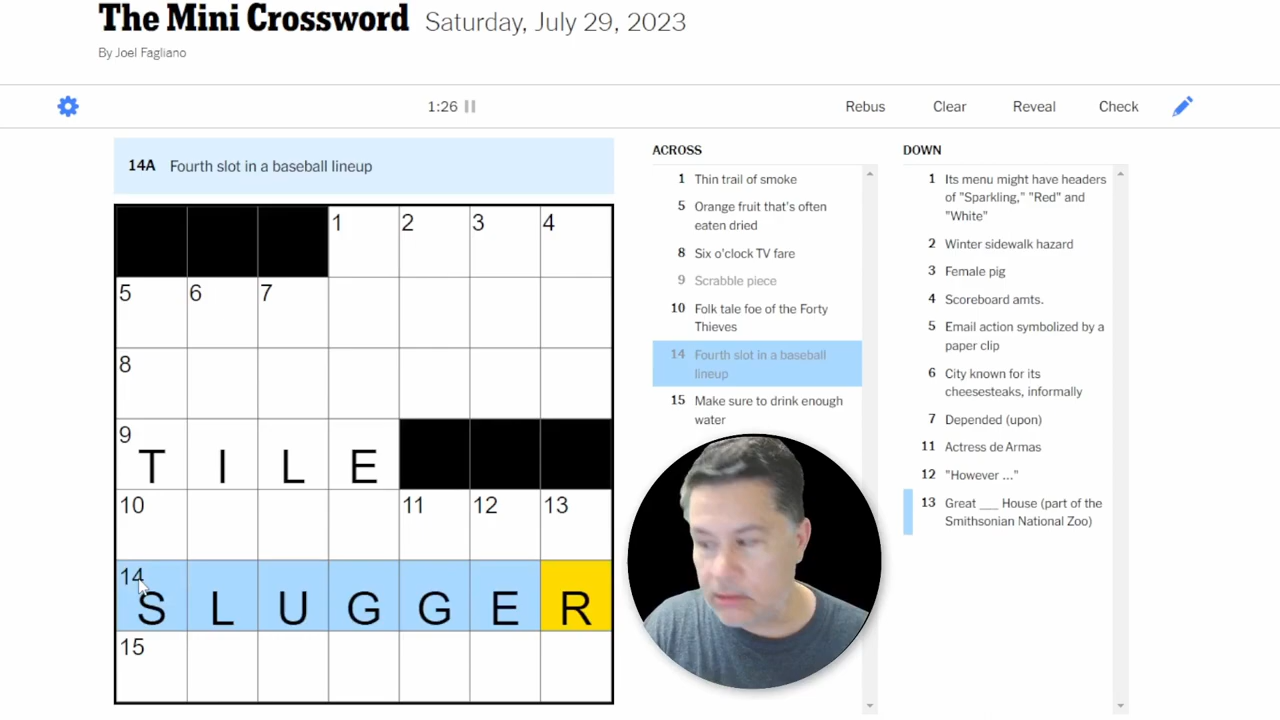 The Mini Crossword Saturday, July 29, 2023
By Joel Fagliano
1:26
Rebus Clear Reveal Check
14A Fourth slot in a baseball lineup
1 2 3 4
5 6 7
8
9
T I L E
10 11 12 13
14
S L U G G E R
15
ACROSS
1 Thin trail of smoke
5 Orange fruit that's often
eaten dried
8 Six o'clock TV fare
9 Scrabble piece
10 Folk tale foe of the Forty
Thieves
14 Fourth slot in a baseball
lineup
15 Make sure to drink enough
water
DOWN
1 Its menu might have headers
of "Sparkling," "Red" and
"White"
2 Winter sidewalk hazard
3 Female pig
4 Scoreboard amts.
5 Email action symbolized by a
paper clip
6 City known for its
cheesesteaks, informally
7 Depended (upon)
11 Actress de Armas
12 "However ..."
13 Great ___ House (part of the
Smithsonian National Zoo)